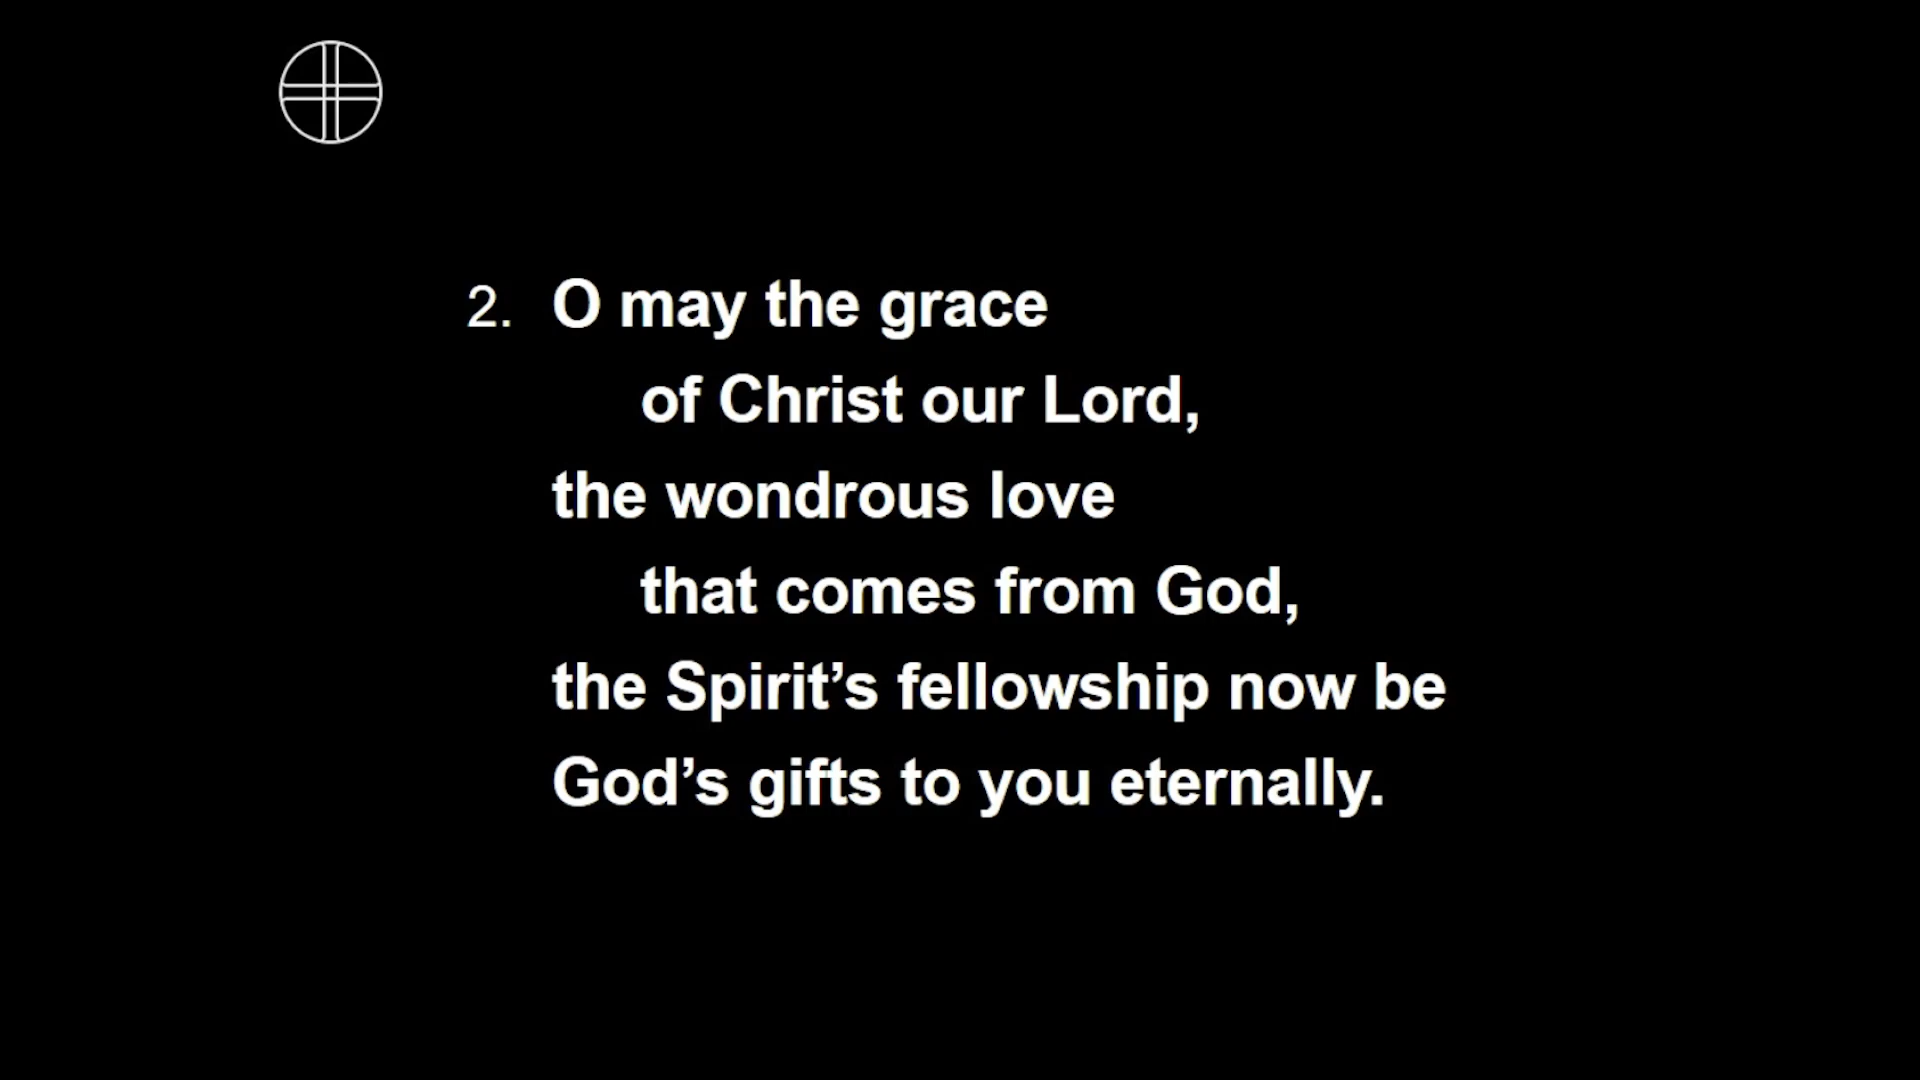 2. O may the grace
of Christ our Lord,
the wondrous love
that comes from God,
the Spirit’s fellowship now be
God’s gifts to you eternally.